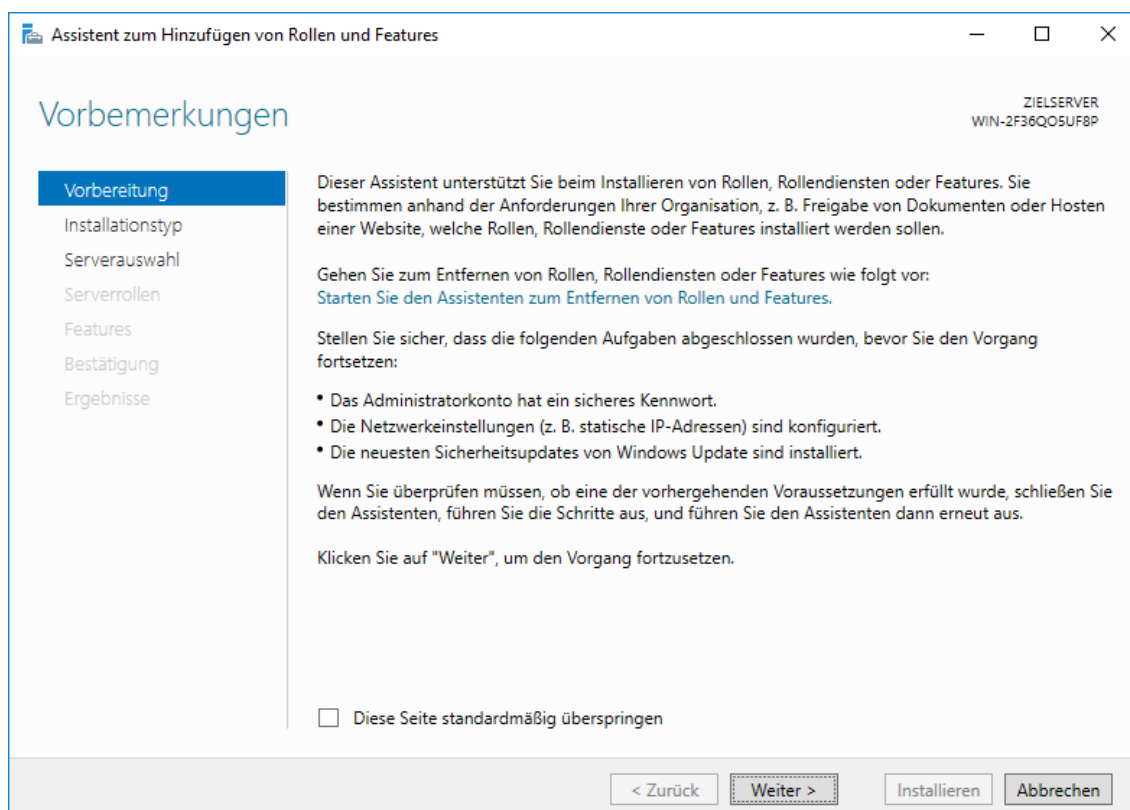 Assistent zum Hinzufügen von Rollen und Features
Vorbemerkungen
ZIELSERVER
WIN-2F36QO5UF8P
Vorbereitung
Installationstyp
Serverauswahl
Serverrollen
Features
Bestätigung
Ergebnisse
Dieser Assistent unterstützt Sie beim Installieren von Rollen, Rollendiensten oder Features. Sie
bestimmen anhand der Anforderungen Ihrer Organisation, z. B. Freigabe von Dokumenten oder Hosten
einer Website, welche Rollen, Rollendienste oder Features installiert werden sollen.
Gehen Sie zum Entfernen von Rollen, Rollendiensten oder Features wie folgt vor:
Starten Sie den Assistenten zum Entfernen von Rollen und Features.
Stellen Sie sicher, dass die folgenden Aufgaben abgeschlossen wurden, bevor Sie den Vorgang
fortsetzen:
• Das Administratorkonto hat ein sicheres Kennwort.
• Die Netzwerkeinstellungen (z. B. statische IP-Adressen) sind konfiguriert.
• Die neuesten Sicherheitsupdates von Windows Update sind installiert.
Wenn Sie überprüfen müssen, ob eine der vorhergehenden Voraussetzungen erfüllt wurde, schließen Sie
den Assistenten, führen Sie die Schritte aus, und führen Sie den Assistenten dann erneut aus.
Klicken Sie auf "Weiter", um den Vorgang fortzusetzen.
Diese Seite standardmäßig überspringen
< Zurück
Weiter >
Installieren
Abbrechen